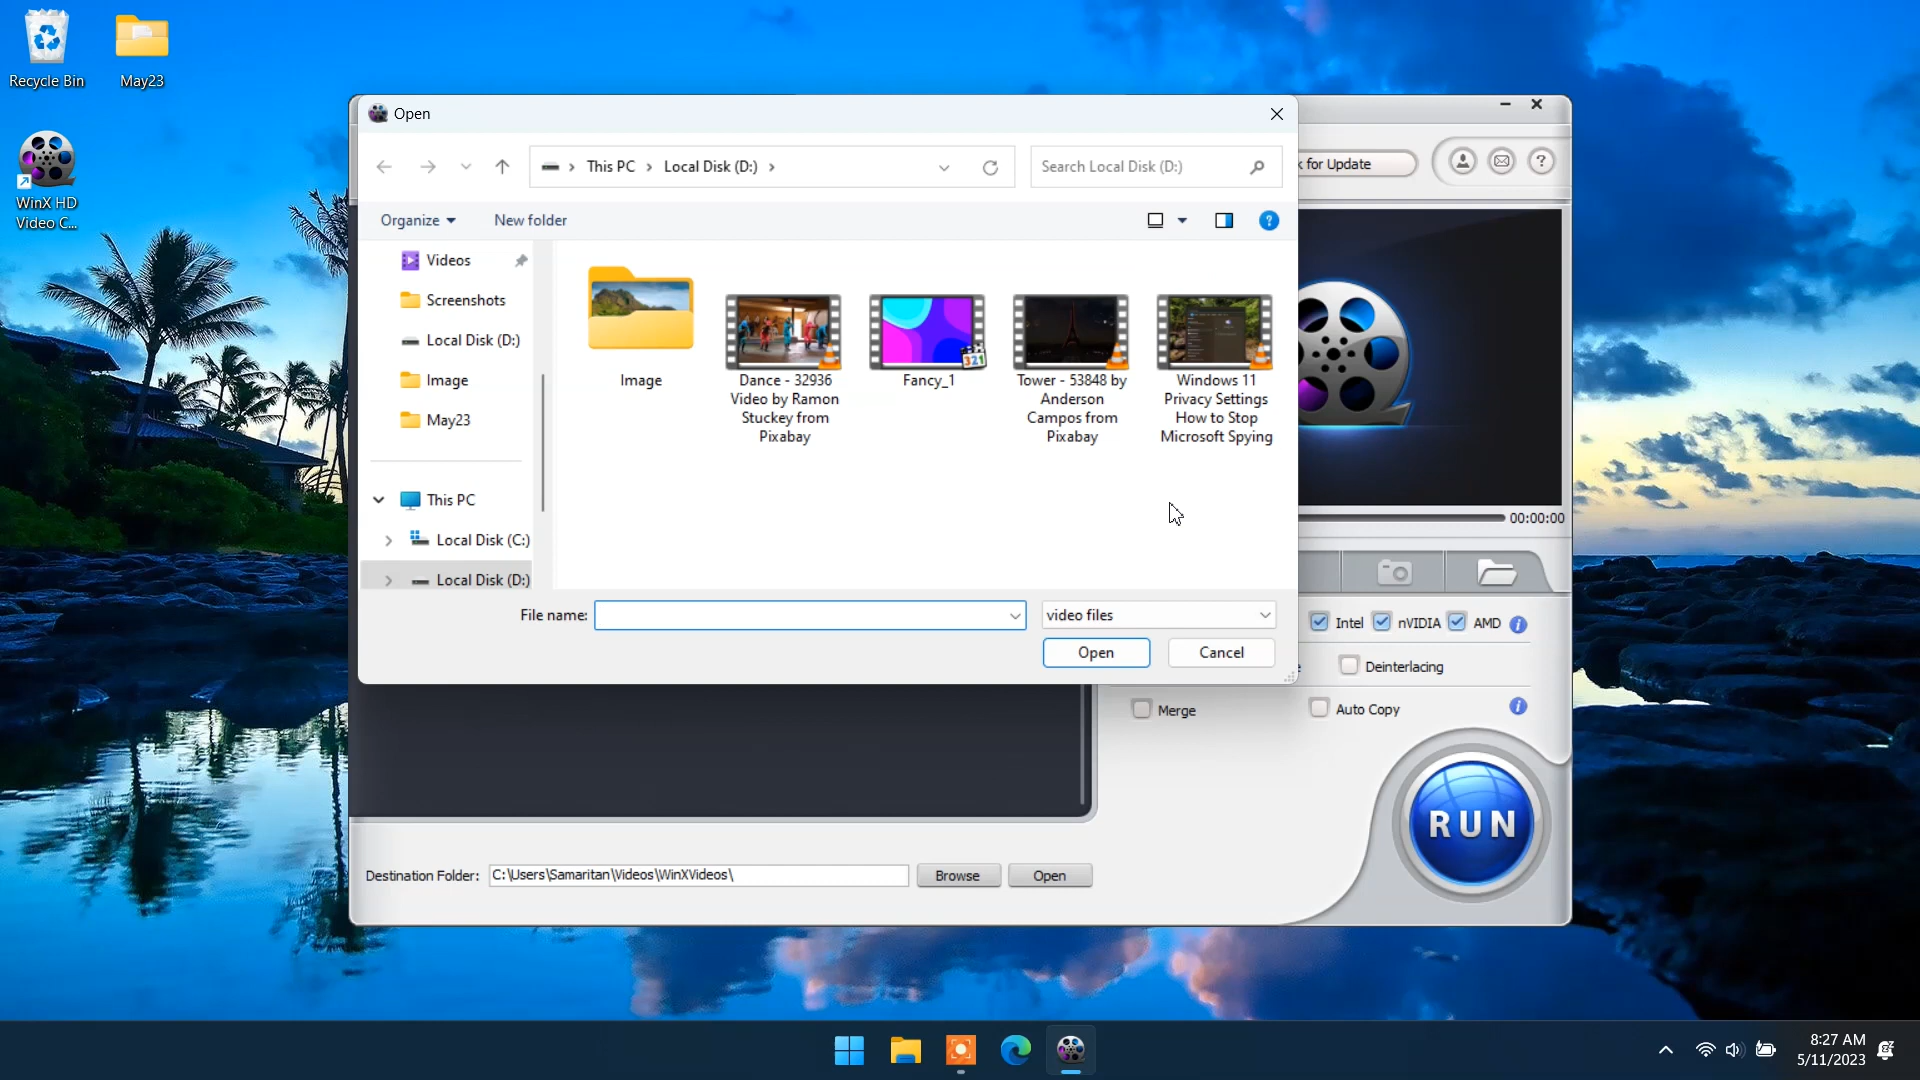 Recycle Bin
May23
WinX HD
Video C...
Open
This PC
Local Disk (D:)
Search Local Disk (D:)
k for Update
?
Organize
New folder
?
Videos
Screenshots
Local Disk (D:)
Image
May23
This PC
Local Disk (C:)
Local Disk (D:)
Image
Dance - 32936
Video by Ramon
Stuckey from
Pixabay
321
Fancy_1
Tower - 53848 by
Anderson
Campos from
Pixabay
Windows 11
Privacy Settings
How to Stop
Microsoft Spying
00:00:00
File name:
video files
Open
Cancel
Intel
nVIDIA
AMD
i
e
Deinterlacing
Merge
Auto Copy
i
RUN
Destination Folder:
C:\Users\Samaritan\Videos\WinXVideos\
Browse
Open
8:27 AM
5/11/2023